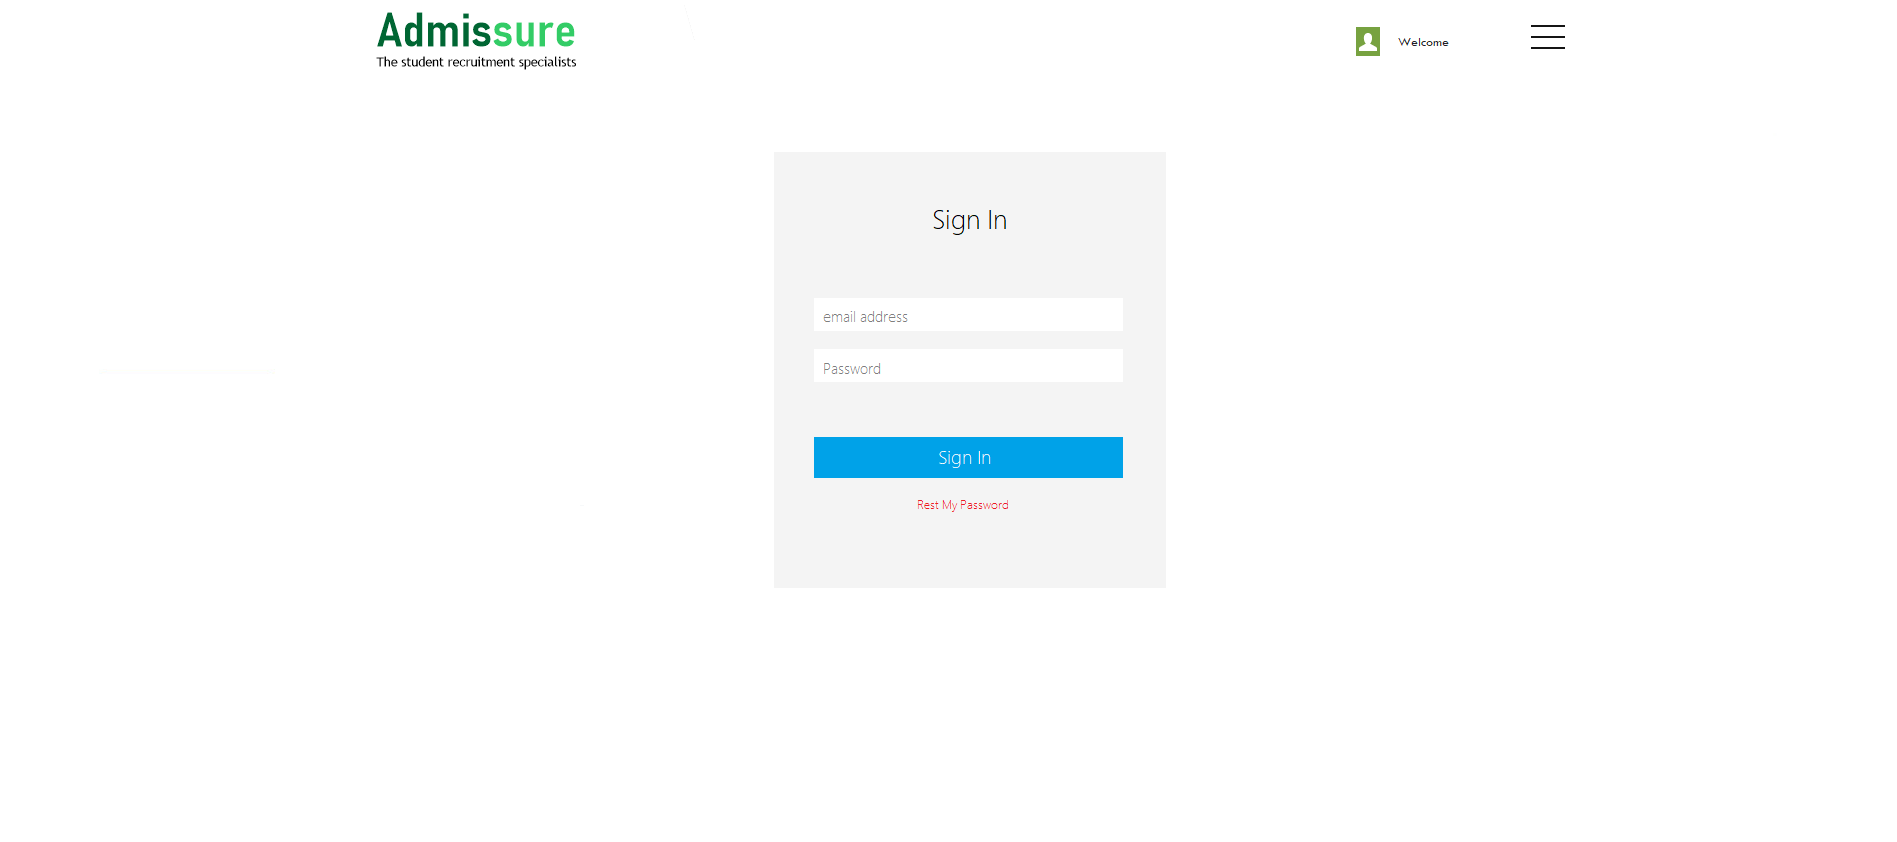 Admissure
The student recruitment specialists
Welcome
Sign In
email address
Password
Sign In
Rest My Password